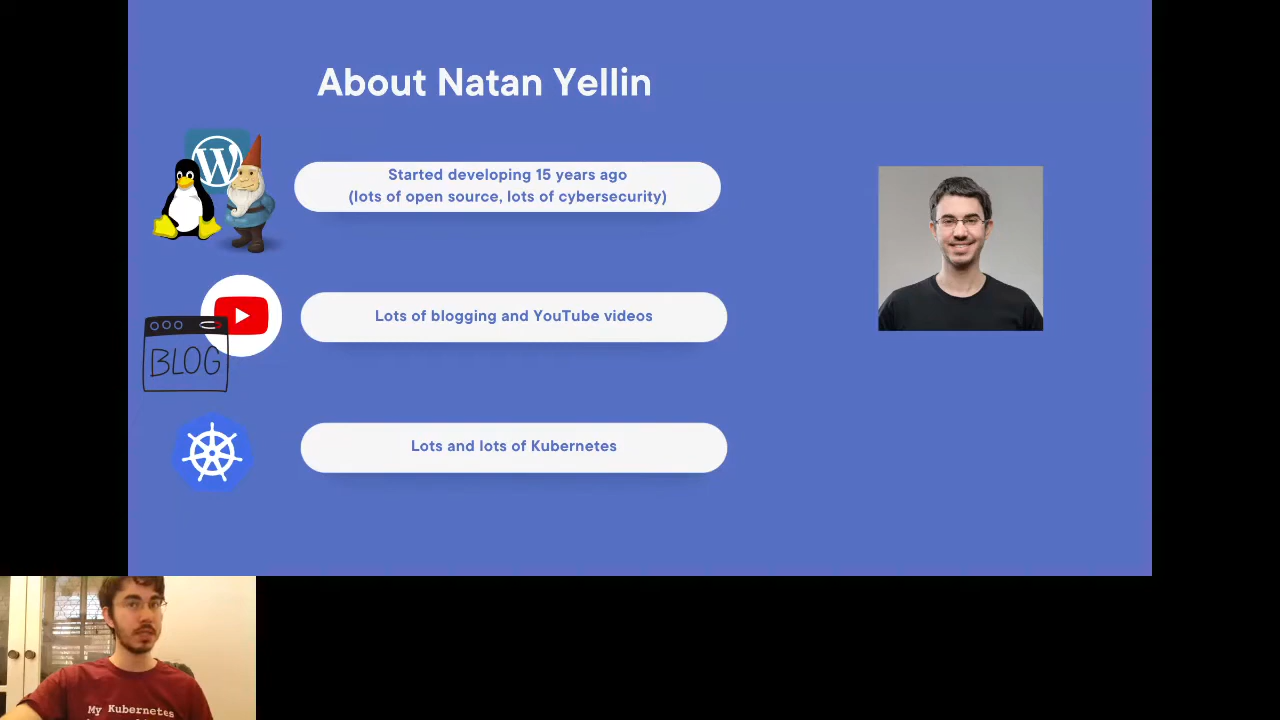 About Natan Yellin
W
Started developing 15 years ago
(lots of open source, lots of cybersecurity)
Lots of blogging and YouTube videos
BLOG
Lots and lots of Kubernetes
My Kubernetes